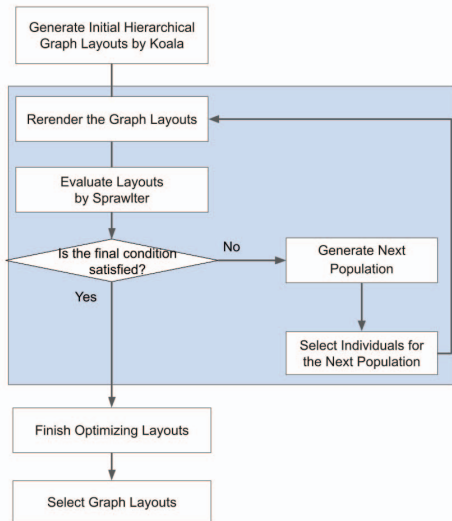 Generate Initial Hierarchical
Graph Layouts by Koala
Rerender the Graph Layouts
Evaluate Layouts
by Sprawlter
Is the final condition
satisfied?
No
Yes
Generate Next
Population
Select Individuals for
the Next Population
Finish Optimizing Layouts
Select Graph Layouts